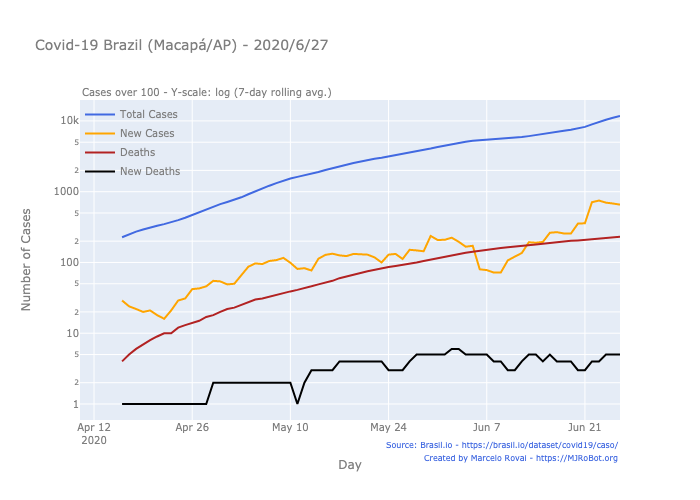 Covid-19 Brazil (Macapá/AP) - 2020/6/27
Cases over 100 - Y-scale: log (7-day rolling avg.)
Total Cases
New Cases
Deaths
New Deaths
10k
5
2
1000
5
2
100
5
2
10
5
2
1
Number of Cases
Apr 12
2020
Apr 26
May 10
May 24
Jun 7
Jun 21
Day
Source: Brasil.io - https://brasil.io/dataset/covid19/caso/
Created by Marcelo Rovai - https://MJRoBot.org